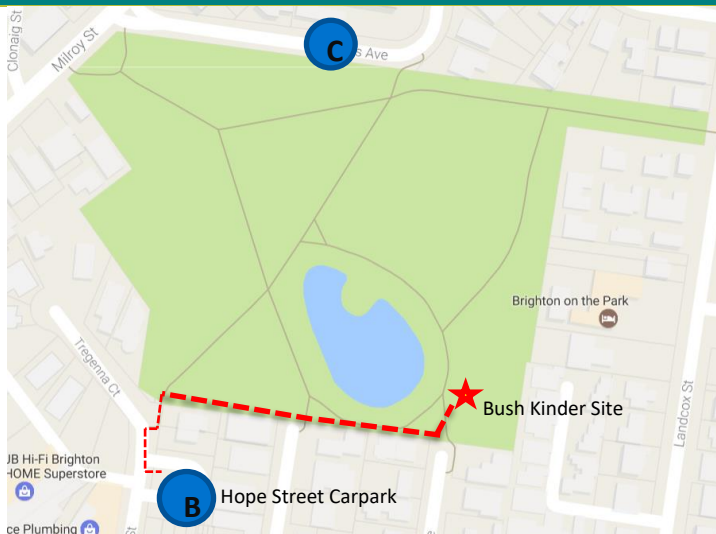 Clonaig St
Milroy St
C
Ave
Brighton on the Park
Tregenna Ct
Bush Kinder Site
Landcox St
JB Hi-Fi Brighton
HOME Superstore
B
Hope Street Carpark
ce Plumbing
St